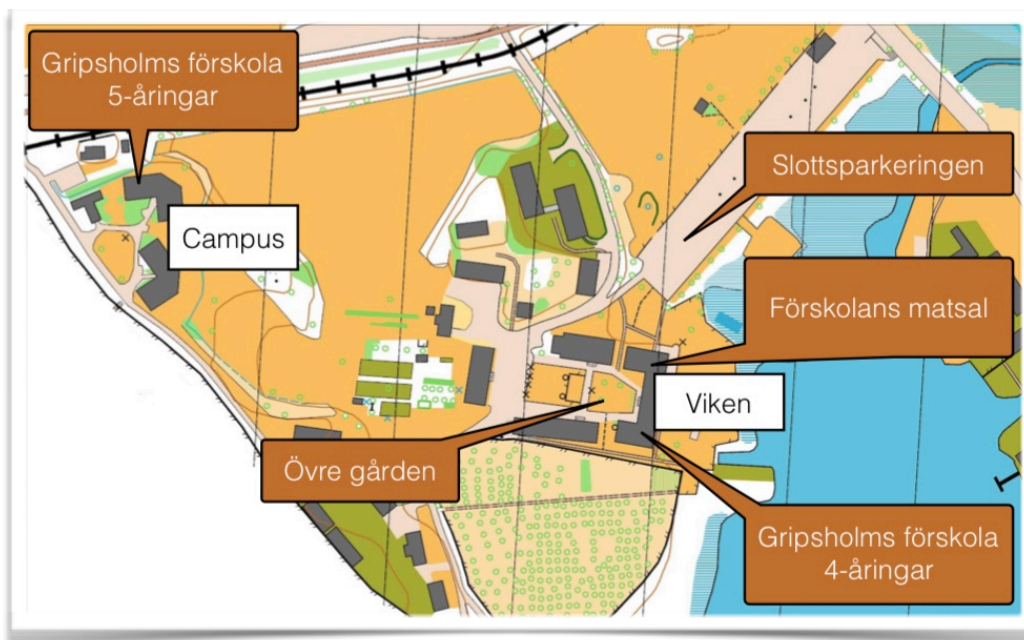 Gripsholms förskola
5-åringar
Campus
Slottsparkeringen
Förskolans matsal
Viken
Övre gården
Gripsholms förskola
4-åringar